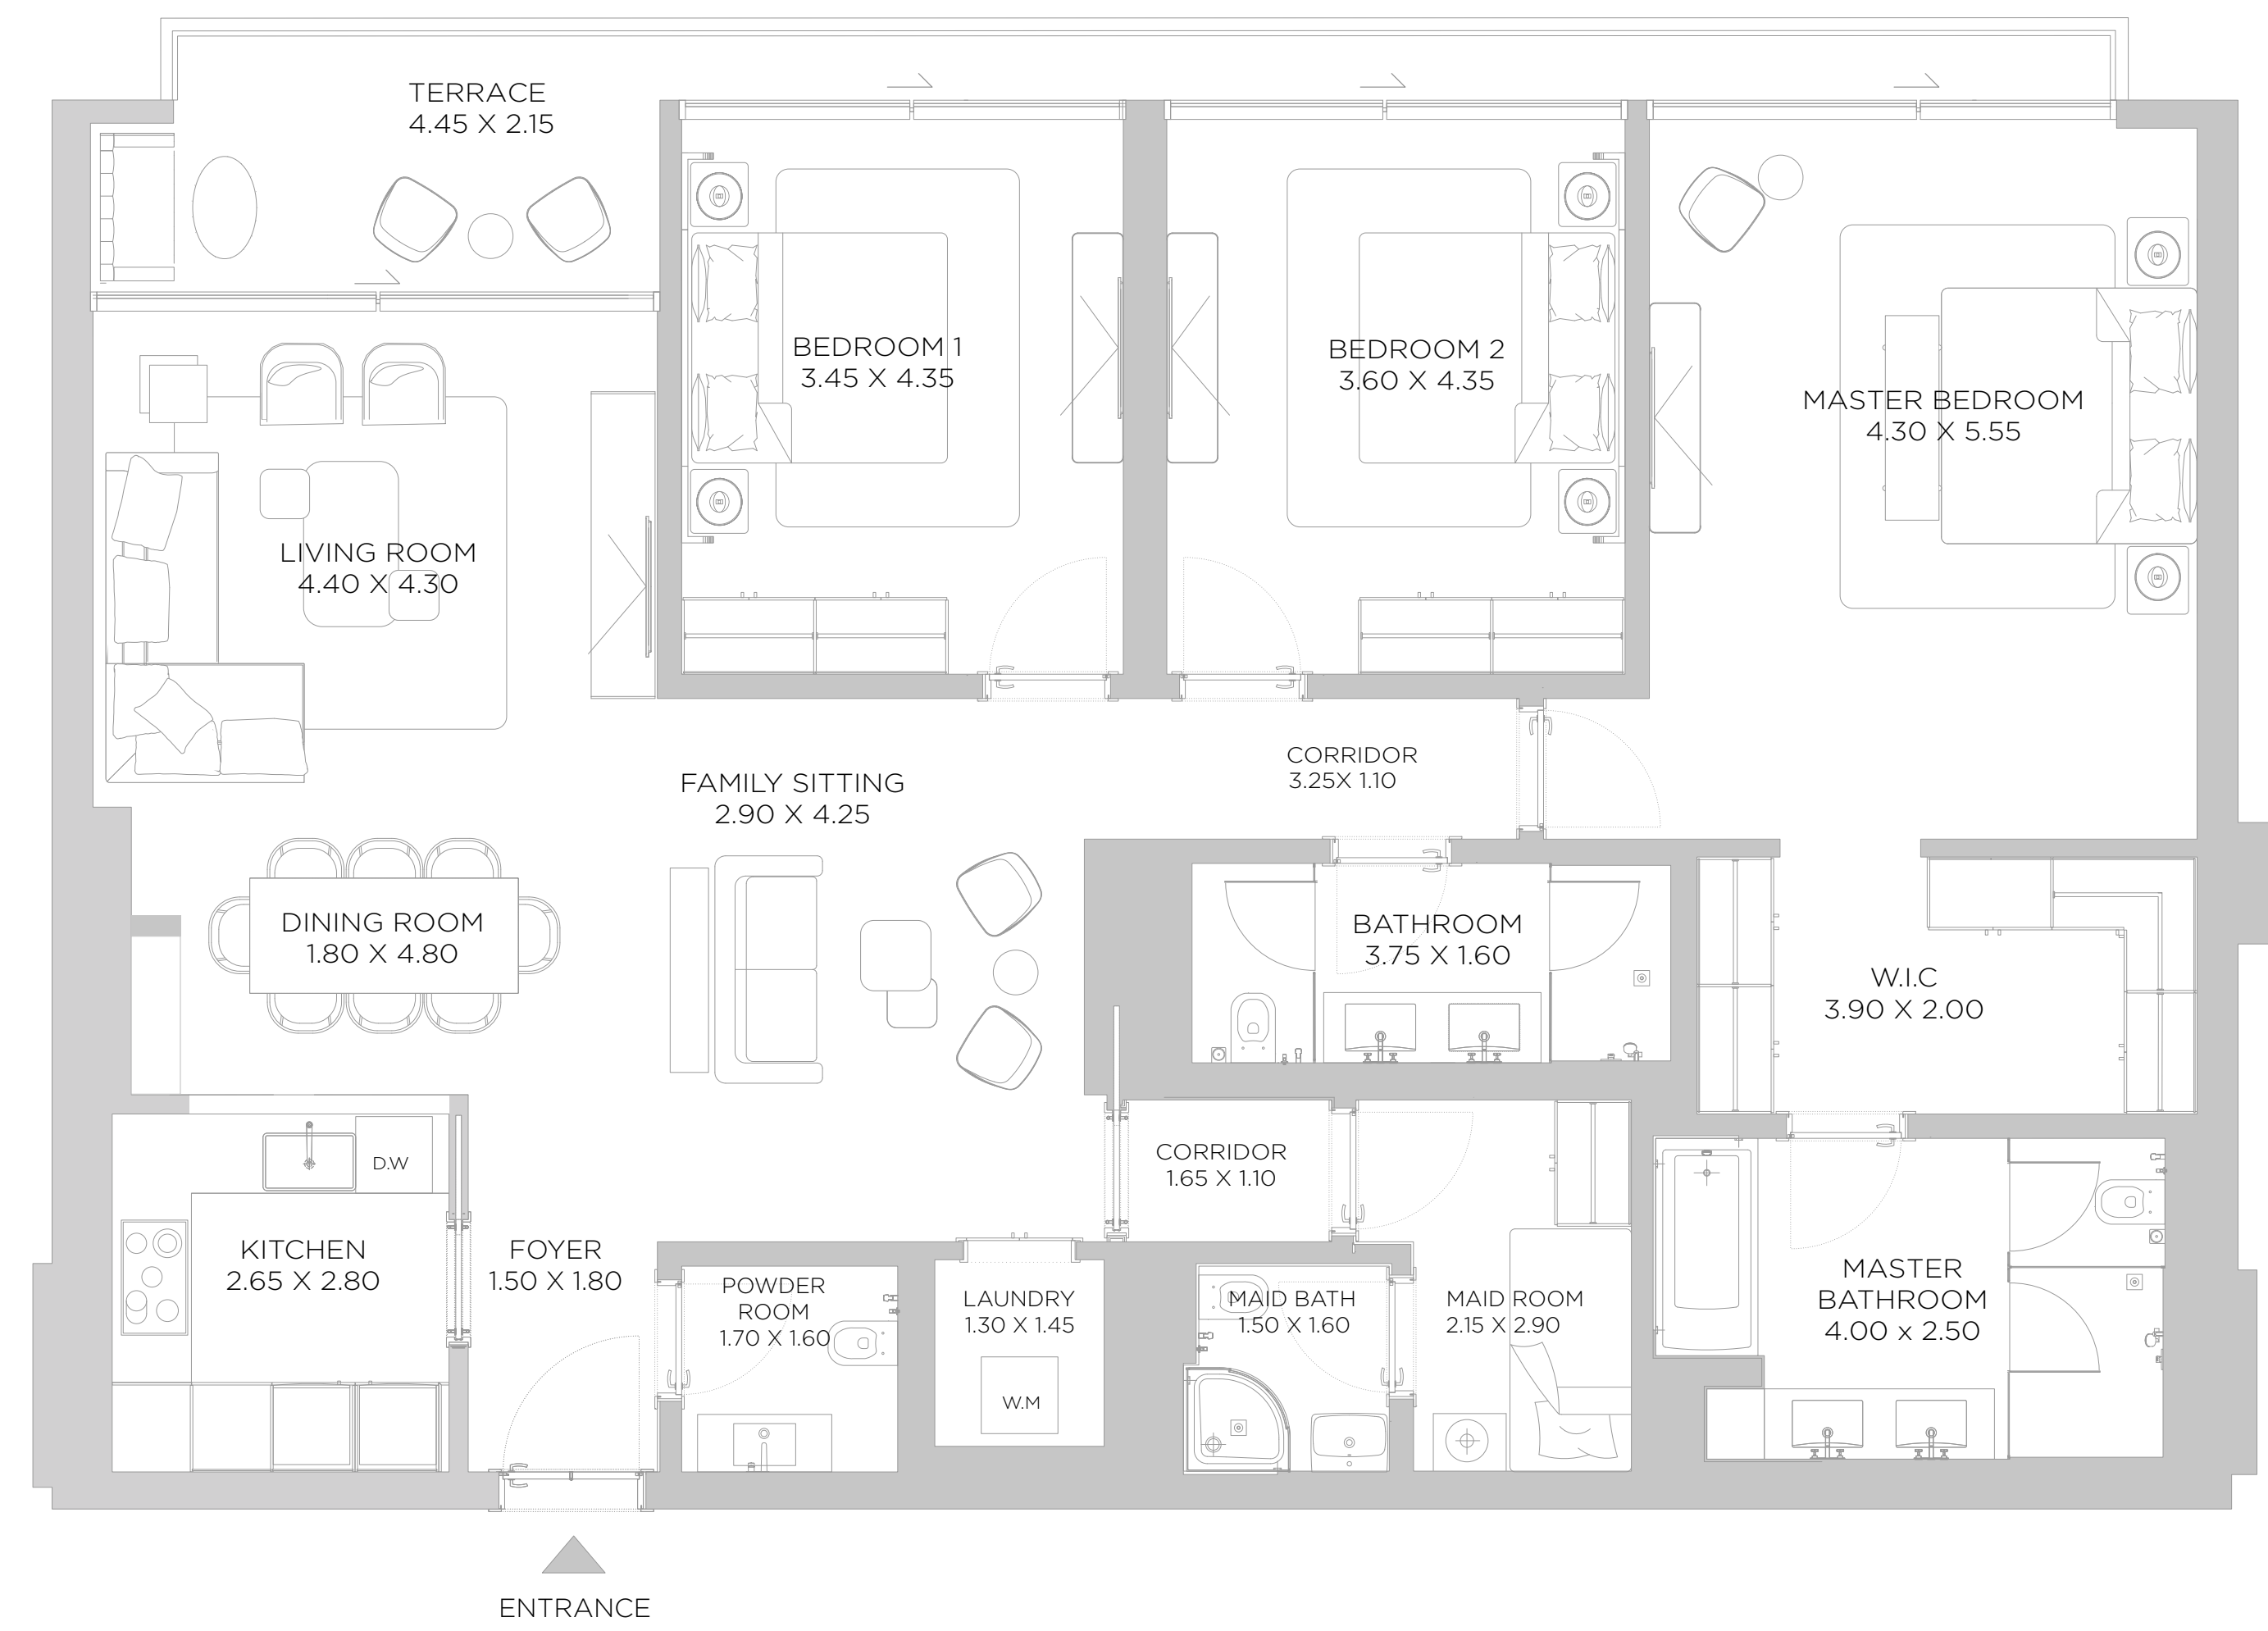 TERRACE
4.45 X 2.15
BEDROOM 1
3.45 X 4.35
BEDROOM 2
3.60 X 4.35
MASTER BEDROOM
4.30 X 5.55
LIVING ROOM
4.40 X 4.30
FAMILY SITTING
2.90 X 4.25
CORRIDOR
3.25X 1.10
DINING ROOM
1.80 X 4.80
BATHROOM
3.75 X 1.60
W.I.C
3.90 X 2.00
D.W
KITCHEN
2.65 X 2.80
FOYER
1.50 X 1.80
CORRIDOR
1.65 X 1.10
POWDER
ROOM
1.70 X 1.60
LAUNDRY
1.30 X 1.45
W.M
MAID BATH
1.50 X 1.60
MAID ROOM
2.15 X 2.90
MASTER
BATHROOM
4.00 x 2.50
ENTRANCE